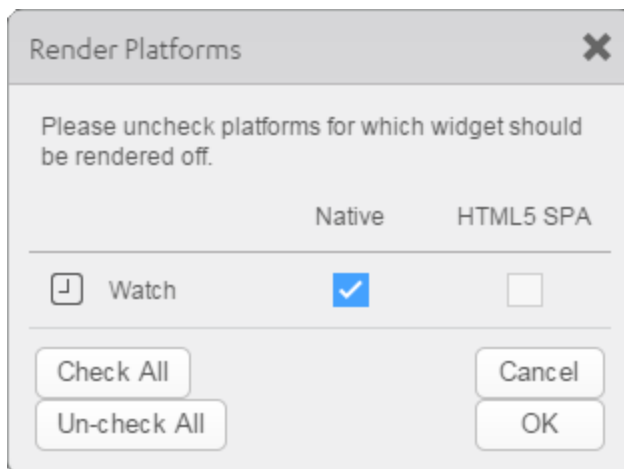 Render Platforms
Please uncheck platforms for which widget should
be rendered off.
Native HTML5 SPA
Watch
Check All Cancel
Un-check All OK